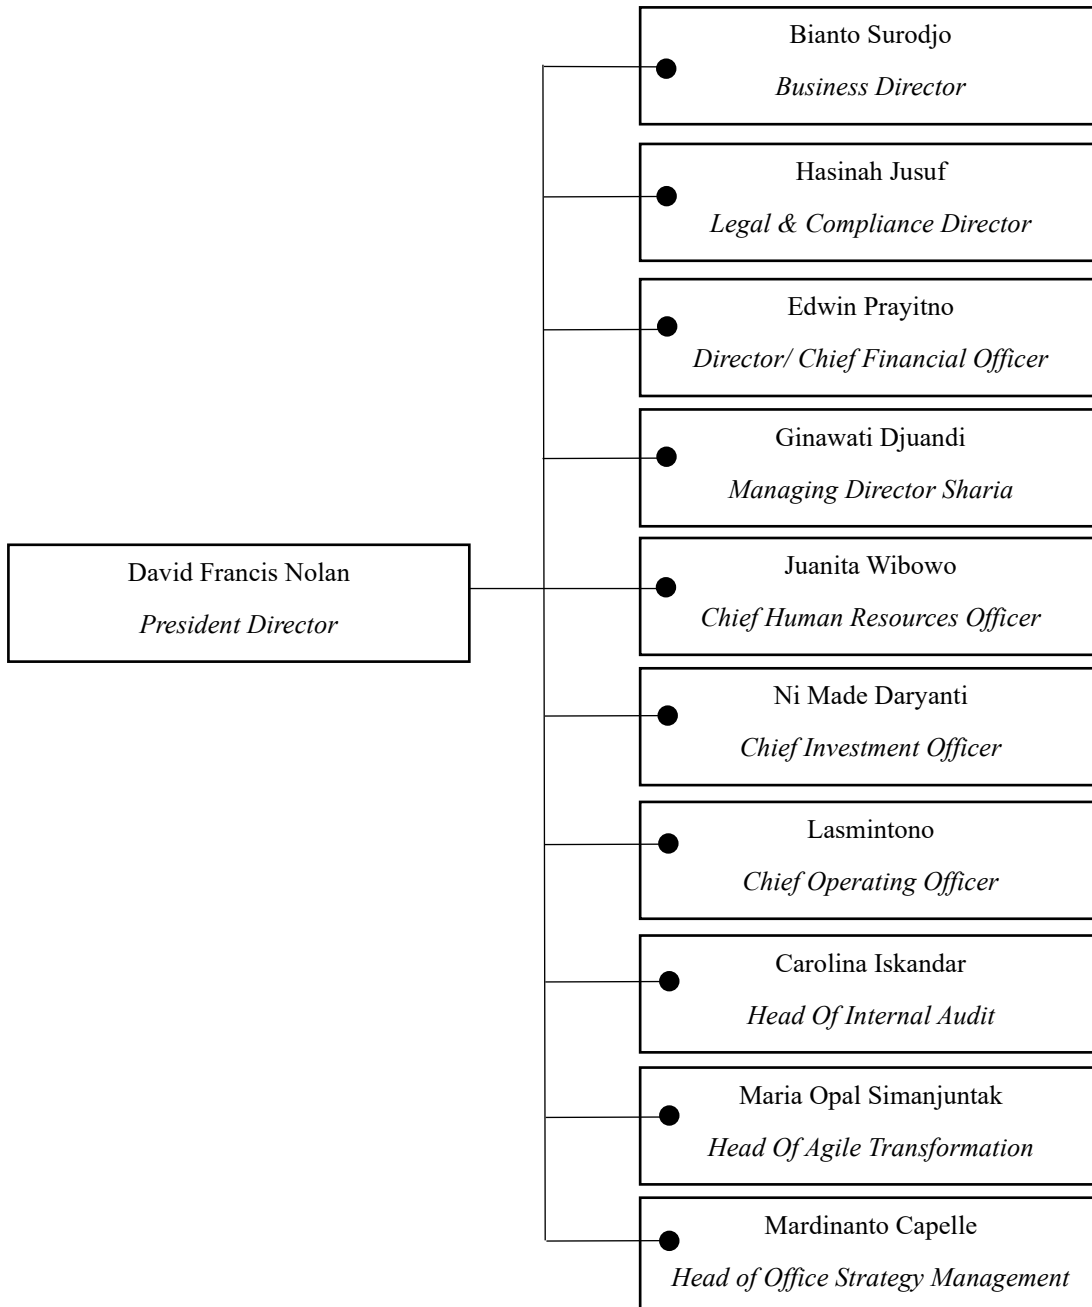 Bianto Surodjo
Business Director
Hasinah Jusuf
Legal & Compliance Director
Edwin Prayitno
Director/ Chief Financial Officer
Ginawati Djuandi
Managing Director Sharia
David Francis Nolan
President Director
Juanita Wibowo
Chief Human Resources Officer
Ni Made Daryanti
Chief Investment Officer
Lasmintono
Chief Operating Officer
Carolina Iskandar
Head Of Internal Audit
Maria Opal Simanjuntak
Head Of Agile Transformation
Mardinanto Capelle
Head of Office Strategy Management